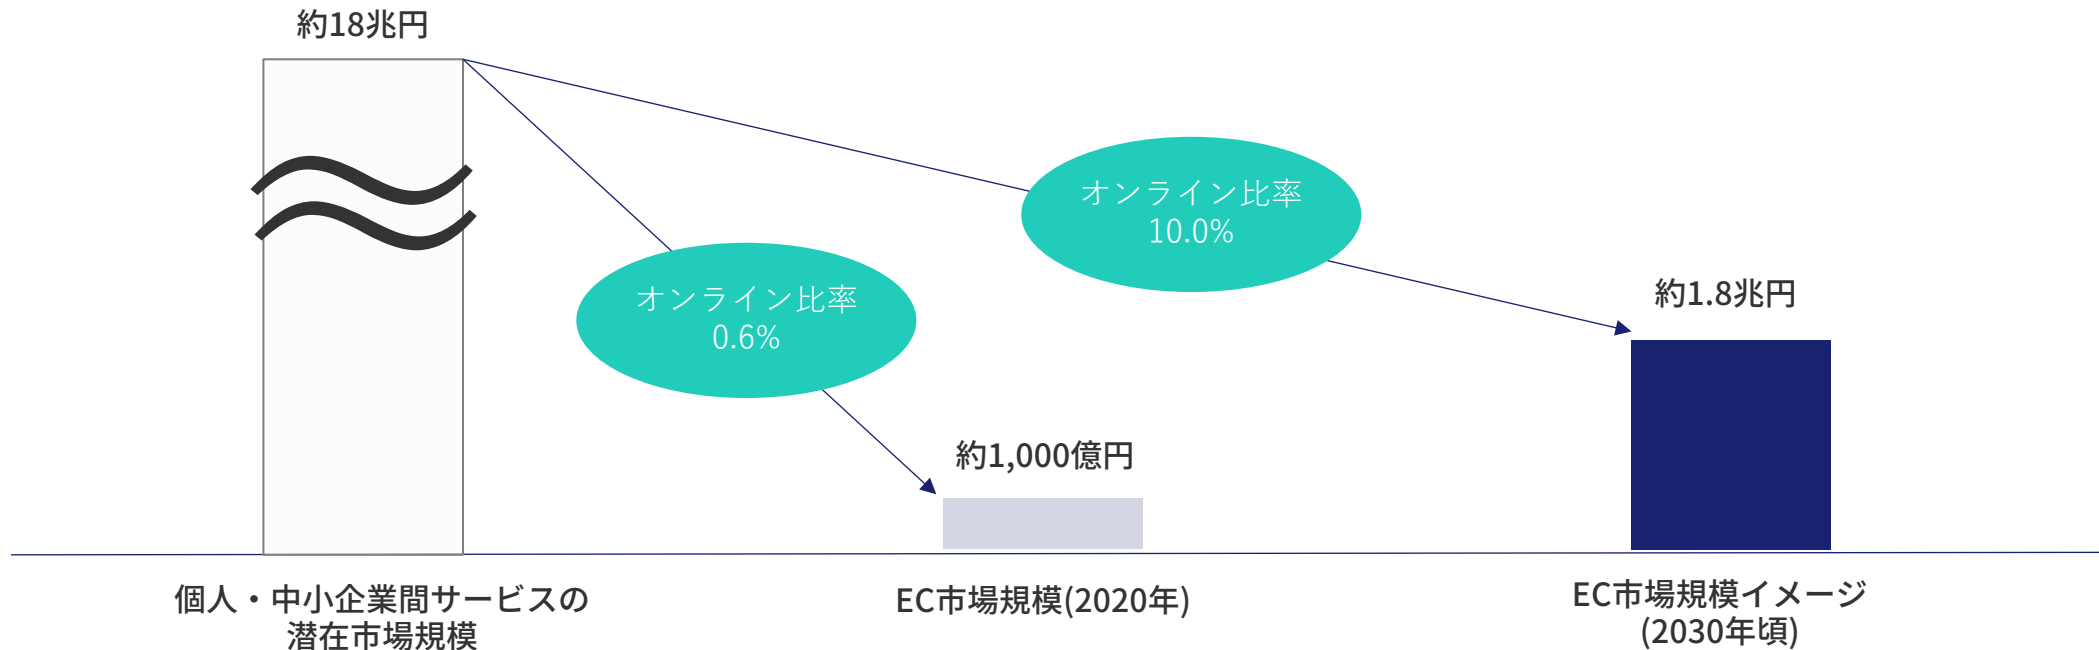 約18兆円
オンライン比率
10.0%
オンライン比率
0.6%
約1.8兆円
約1,000億円
個人・中小企業間サービスの
潜在市場規模
EC市場規模(2020年)
EC市場規模イメージ
(2030年頃)